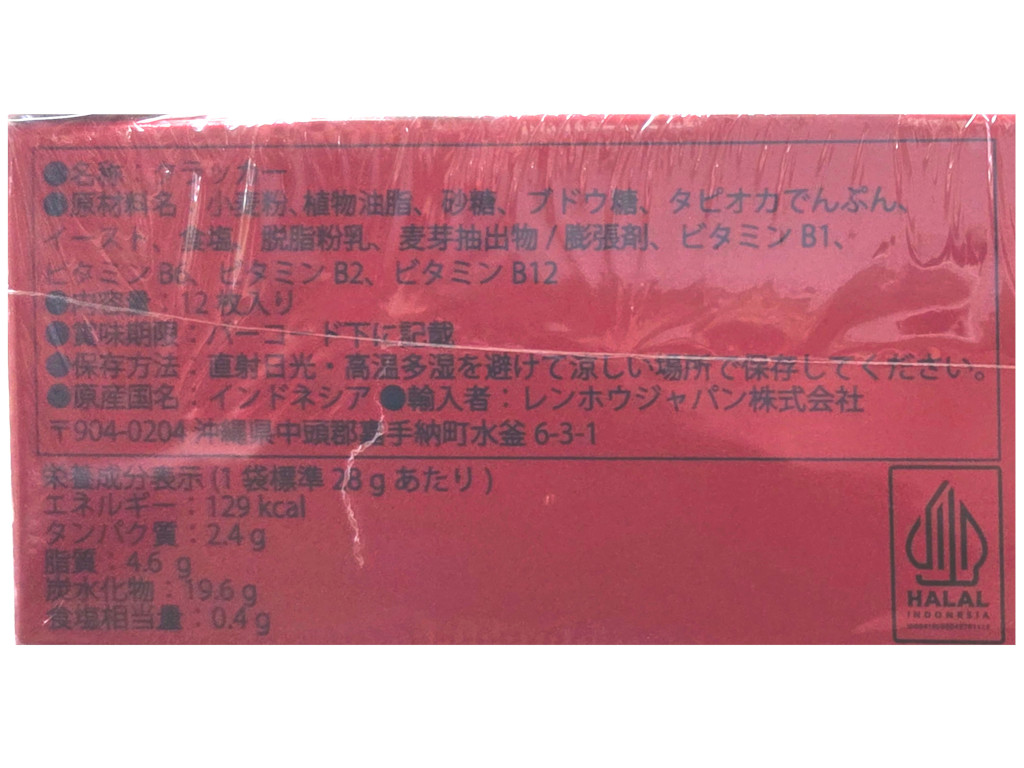 ●名称：クラッカー
●原材料名　小麦粉、植物油脂、砂糖、ブドウ糖、タピオカでんぷん、
イースト、食塩、脱脂粉乳、麦芽抽出物/膨張剤、ビタミンB1、
ビタミンB6、ビタミンB2、ビタミンB12
●内容量：12枚入り
●賞味期限：バーコード下に記載
●保存方法　直射日光・高温多湿を避けて涼しい場所で保存してください。
●原産国名：インドネシア ●輸入者：レンホウジャパン株式会社
〒904-0204 沖縄県中頭郡嘉手納町水釜 6-3-1
栄養成分表示 (1 袋標準 28 g あたり )
エネルギー：129 kcal
タンパク質：2.4 g
脂質：4.6 g
炭水化物：19.6 g
食塩相当量：0.4 g
HALAL
INDONESIA